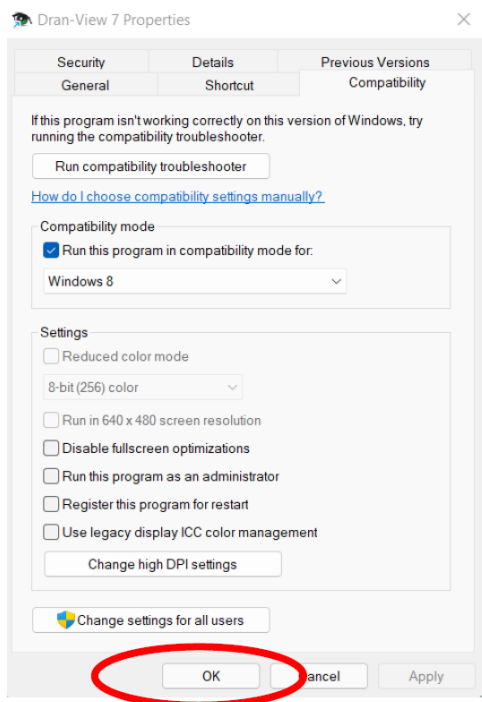 Dran-View 7 Properties
Security Details Previous Versions
General Shortcut Compatibility
If this program isn't working correctly on this version of Windows, try
running the compatibility troubleshooter.
Run compatibility troubleshooter
How do I choose compatibility settings manually?
Compatibility mode
Run this program in compatibility mode for:
Windows 8
Settings
Reduced color mode
8-bit (256) color
Run in 640 x 480 screen resolution
Disable fullscreen optimizations
Run this program as an administrator
Register this program for restart
Use legacy display ICC color management
Change high DPI settings
Change settings for all users
OK Cancel Apply